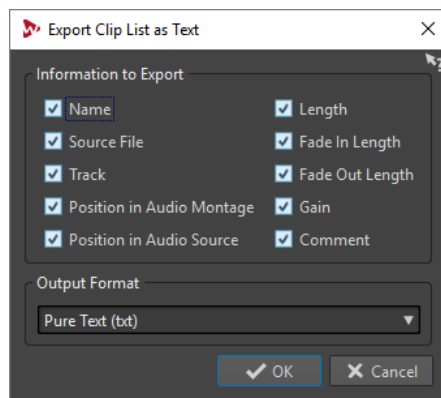 Export Clip List as Text
Information to Export
Name
Length
Source File
Fade In Length
Track
Fade Out Length
Position in Audio Montage
Gain
Position in Audio Source
Comment
Output Format
Pure Text (txt)
OK
Cancel